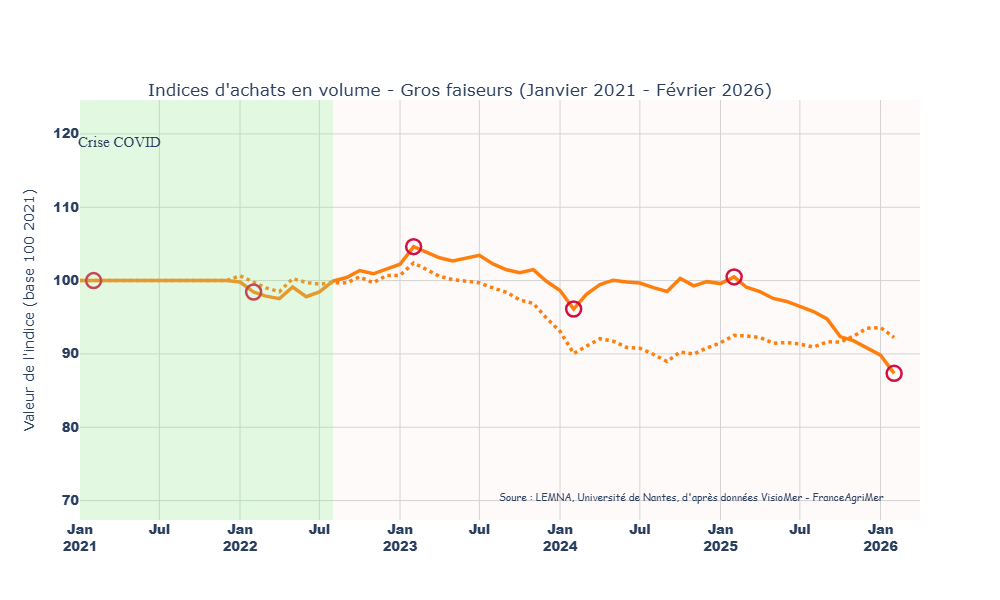 Indices d'achats en volume - Gros faiseurs (Janvier 2021 - Février 2026)
Valeur de l'indice (base 100 2021)
120
Crise COVID
110
100
90
80
70
Soure : LEMNA, Université de Nantes, d'après données VisioMer - FranceAgriMer
Jan Jul Jan Jul Jan Jul Jan Jul Jan Jul Jan
2021 2022 2023 2024 2025 2026